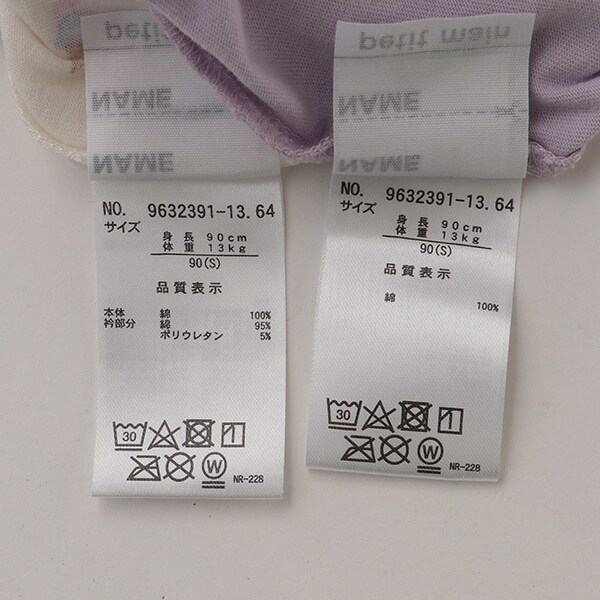 petit main
NAME
NAME
NO. 9632391-13.64
サイズ
身長 90cm
体重 13kg
90(S)
品質表示
本体 綿 100%
衿部分 綿 95%
ポリウレタン 5%
30
W
NR-228
petit main
NAME
NAME
NO. 9632391-13.64
サイズ
身長 90cm
体重 13kg
90(S)
品質表示
綿 100%
30
W
NR-228